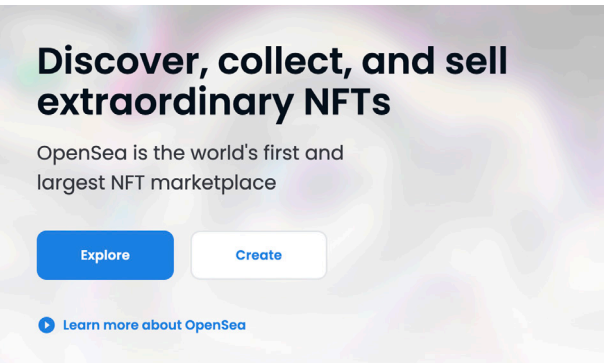 Discover, collect, and sell
extraordinary NFTs
OpenSea is the world's first and
largest NFT marketplace
Explore
Create
Learn more about OpenSea